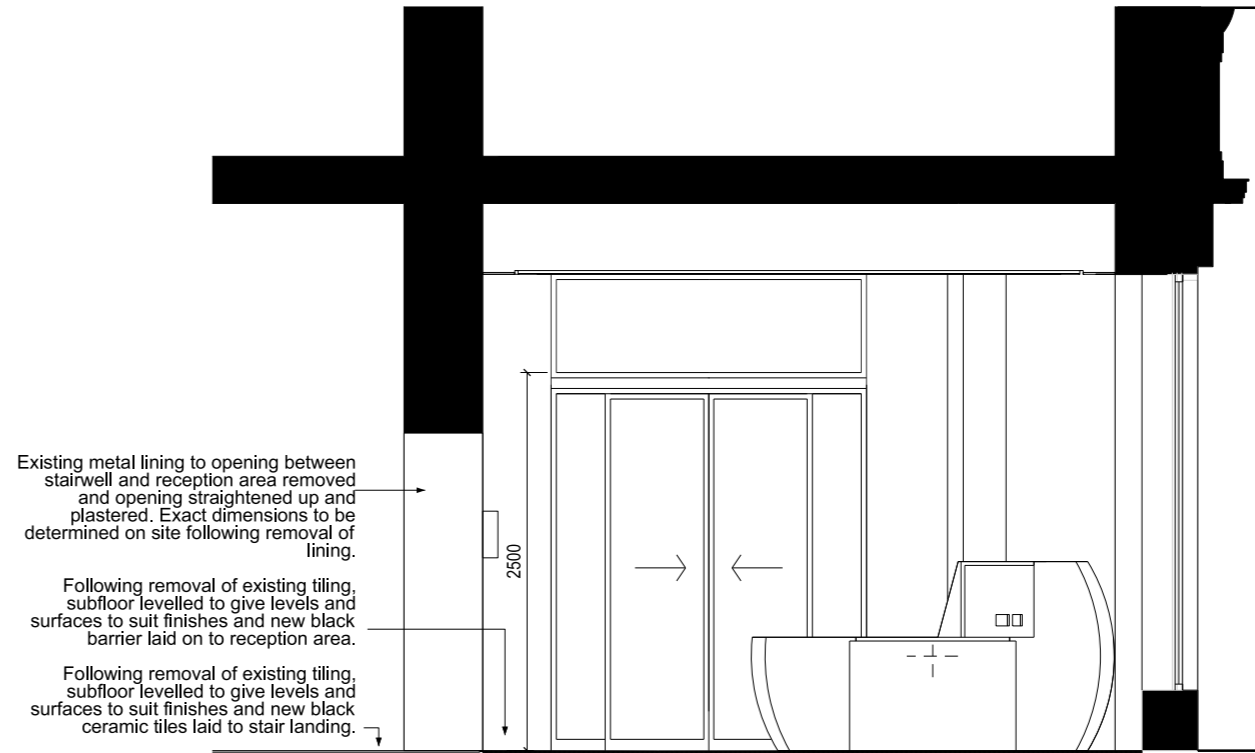 Existing metal lining to opening between
stairwell and reception area removed
and opening straightened up and
plastered. Exact dimensions to be
determined on site following removal of
lining.
2500
Following removal of existing tiling,
subfloor levelled to give levels and
surfaces to suit finishes and new black
barrier laid on to reception area.
Following removal of existing tiling,
subfloor levelled to give levels and
surfaces to suit finishes and new black
ceramic tiles laid to stair landing.